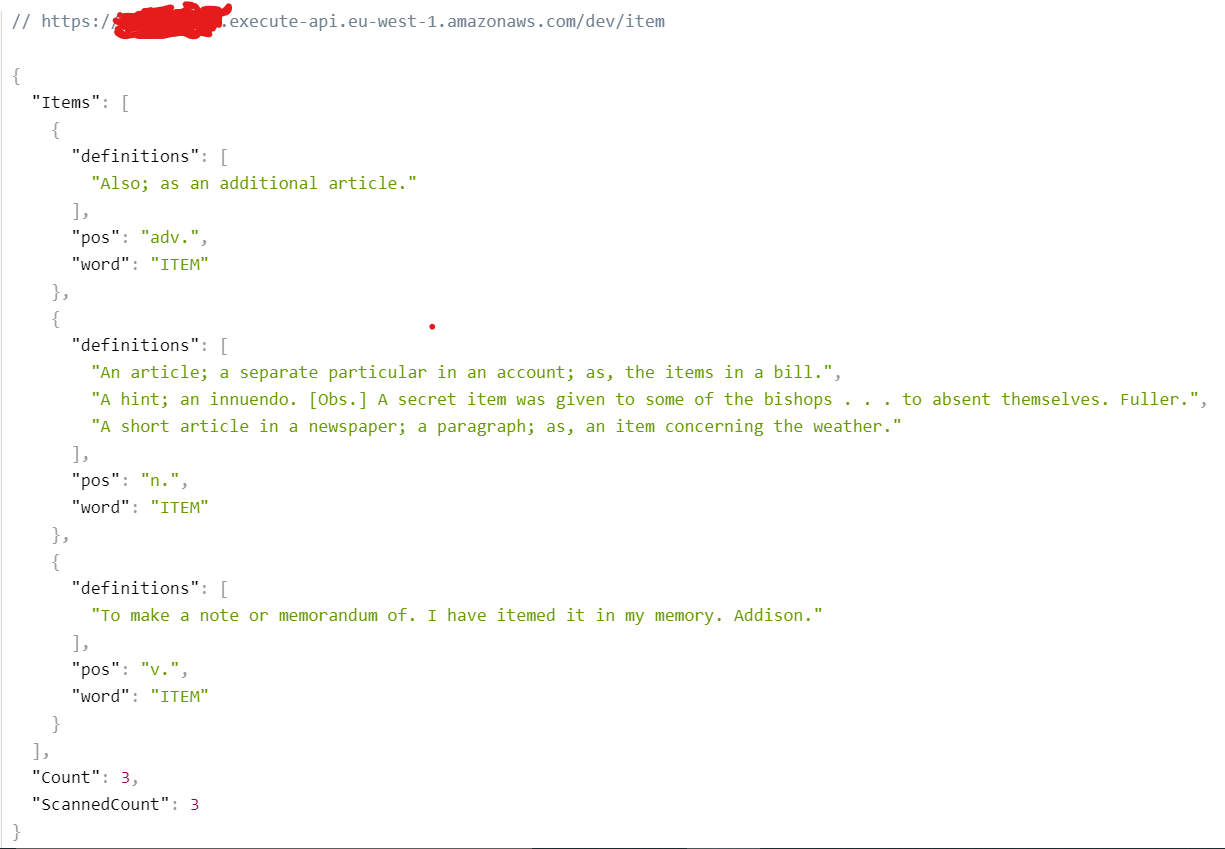 // https://.execute-api.eu-west-1.amazonaws.com/dev/item
{
"Items": [
{
"definitions": [
"Also; as an additional article."
],
"pos": "adv.",
"word": "ITEM"
},
{
"definitions": [
"An article; a separate particular in an account; as, the items in a bill.",
"A hint; an innuendo. [Obs.] A secret item was given to some of the bishops . . . to absent themselves. Fuller.",
"A short article in a newspaper; a paragraph; as, an item concerning the weather."
],
"pos": "n.",
"word": "ITEM"
},
{
"definitions": [
"To make a note or memorandum of. I have itemed it in my memory. Addison."
],
"pos": "v.",
"word": "ITEM"
}
],
"Count": 3,
"ScannedCount": 3
}